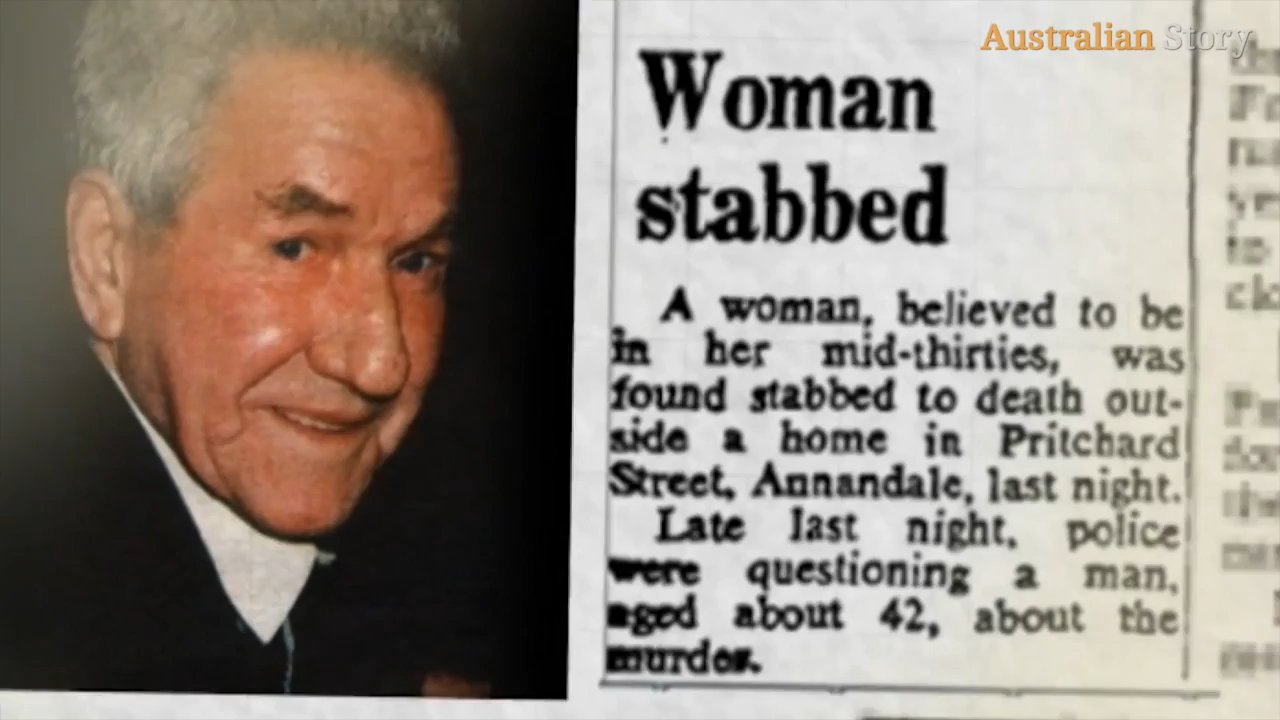 Australian Story
Woman
stabbed
A woman, believed to be
in her mid-thirties, was
found stabbed to death out-
side a home in Pritchard
Street, Annandale, last night.
Late last night, police
were questioning a man,
aged about 42, about the
murder.